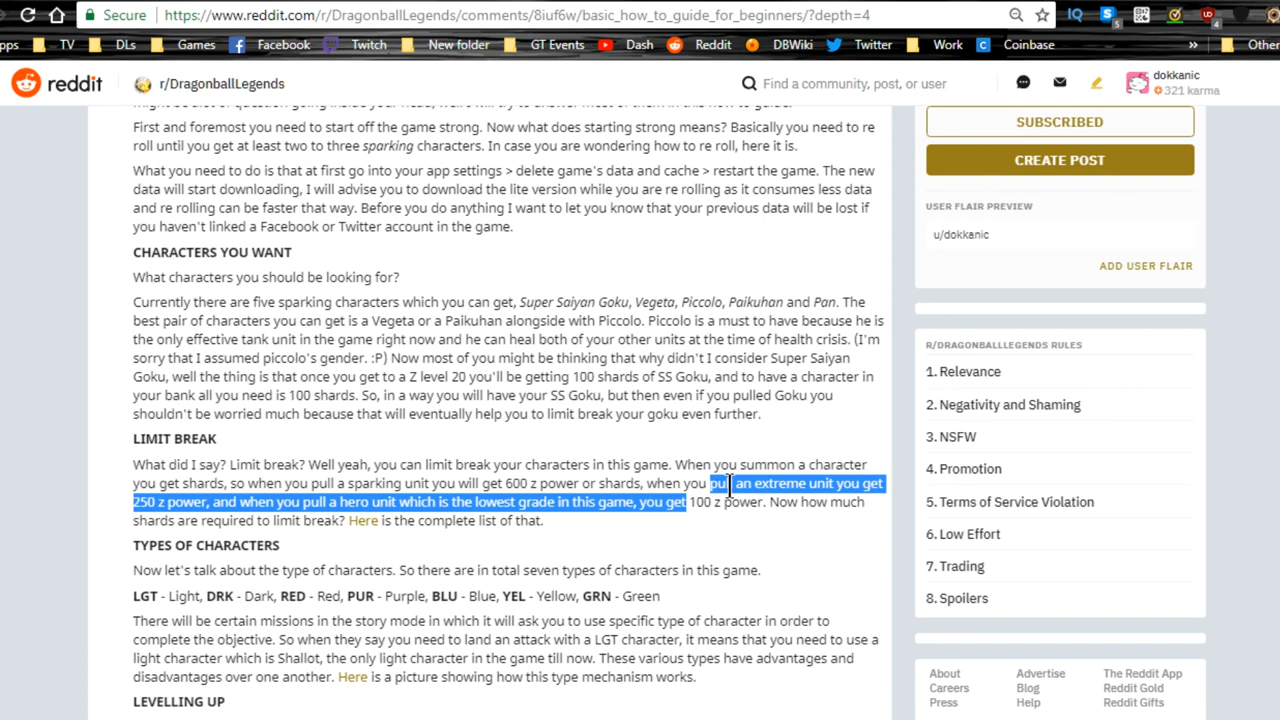 Secure
https://www.reddit.com/r/DragonballLegends/comments/8iuf6w/basic_how_to_guide_for_beginners/?depth=4
IQ
S
5
4
pps TV DLs Games Facebook Twitch New folder GT Events Dash Reddit DBWiki Twitter Work Coinbase » Other
reddit
r/DragonballLegends
Find a community, post, or user
dokkanic
321 karma
First and foremost you need to start off the game strong. Now what does starting strong means? Basically you need to re
roll until you get at least two to three sparking characters. In case you are wondering how to re roll, here it is.
What you need to do is that at first go into your app settings > delete game's data and cache > restart the game. The new
data will start downloading, I will advise you to download the lite version while you are re rolling as it consumes less data
and re rolling can be faster that way. Before you do anything I want to let you know that your previous data will be lost if
you haven't linked a Facebook or Twitter account in the game.
CHARACTERS YOU WANT
What characters you should be looking for?
Currently there are five sparking characters which you can get, Super Saiyan Goku, Vegeta, Piccolo, Paikuhan and Pan. The
best pair of characters you can get is a Vegeta or a Paikuhan alongside with Piccolo. Piccolo is a must to have because he is
the only effective tank unit in the game right now and he can heal both of your other units at the time of health crisis. (I'm
sorry that I assumed piccolo's gender. :P) Now most of you might be thinking that why didn't I consider Super Saiyan
Goku, well the thing is that once you get to a Z level 20 you'll be getting 100 shards of SS Goku, and to have a character in
your bank all you need is 100 shards. So, in a way you will have your SS Goku, but then even if you pulled Goku you
shouldn't be worried much because that will eventually help you to limit break your goku even further.
LIMIT BREAK
What did I say? Limit break? Well yeah, you can limit break your characters in this game. When you summon a character
you get shards, so when you pull a sparking unit you will get 600 z power or shards, when you pull an extreme unit you get
250 z power, and when you pull a hero unit which is the lowest grade in this game, you get 100 z power. Now how much
shards are required to limit break? Here is the complete list of that.
TYPES OF CHARACTERS
Now let's talk about the type of characters. So there are in total seven types of characters in this game.
LGT - Light, DRK - Dark, RED - Red, PUR - Purple, BLU - Blue, YEL - Yellow, GRN - Green
There will be certain missions in the story mode in which it will ask you to use specific type of character in order to
complete the objective. So when they say you need to land an attack with a LGT character, it means that you need to use a
light character which is Shallot, the only light character in the game till now. These various types have advantages and
disadvantages over one another. Here is a picture showing how this type mechanism works.
LEVELLING UP
SUBSCRIBED
CREATE POST
USER FLAIR PREVIEW
u/dokkanic
ADD USER FLAIR
R/DRAGONBALLLEGENDS RULES
1. Relevance
2. Negativity and Shaming
3. NSFW
4. Promotion
5. Terms of Service Violation
6. Low Effort
7. Trading
8. Spoilers
About Advertise The Reddit App
Careers Blog Reddit Gold
Press Help Reddit Gifts